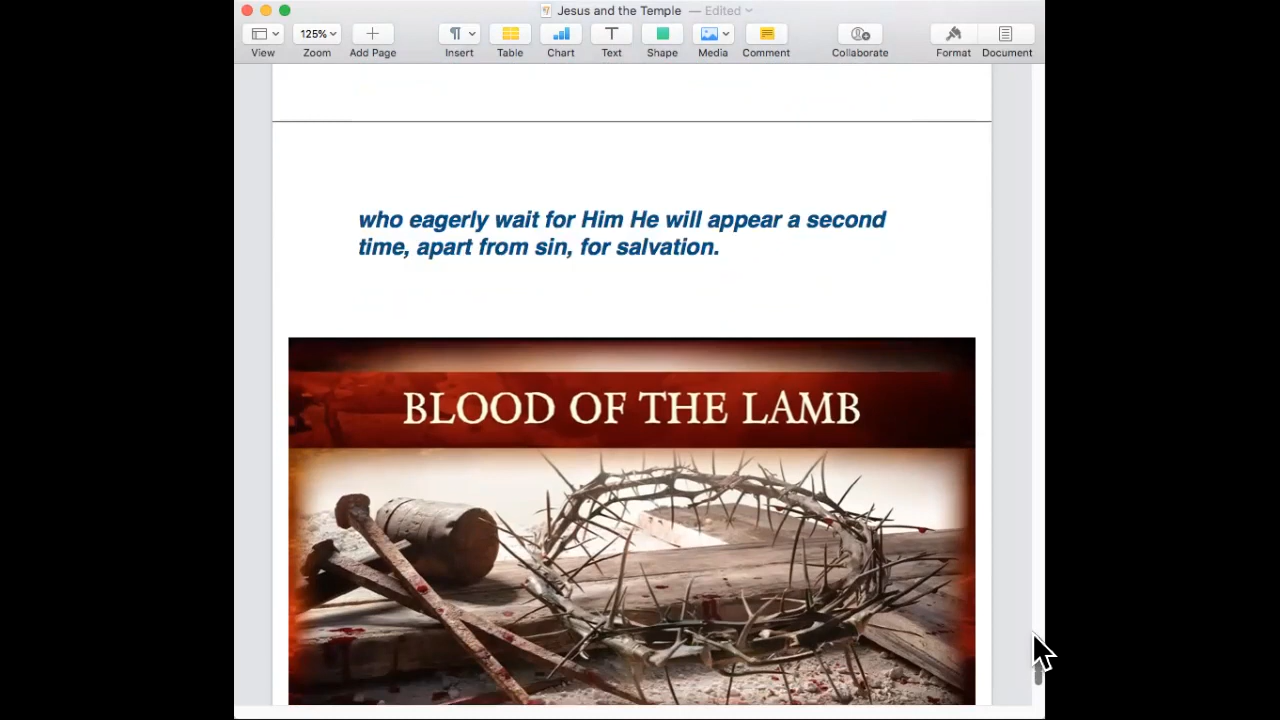 Jesus and the Temple — Edited
View 125% Zoom Add Page Insert Table Chart Text Shape Media Comment Collaborate Format Document
who eagerly wait for Him He will appear a second
time, apart from sin, for salvation.
BLOOD OF THE LAMB